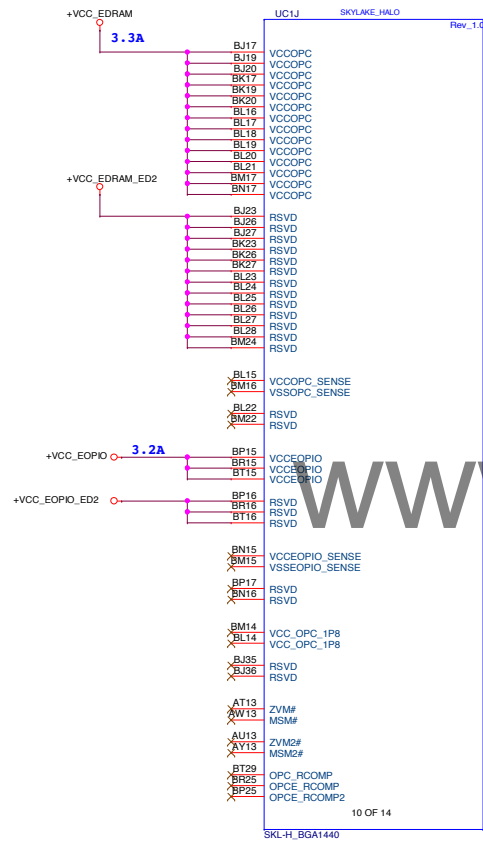 +VCC_EDRAM
UC1J SKYLAKE_HALO
Rev_1.0
3.3A
BJ17 VCCOPC
BJ19 VCCOPC
BJ20 VCCOPC
BK17 VCCOPC
BK19 VCCOPC
BK20 VCCOPC
BL16 VCCOPC
BL17 VCCOPC
BL18 VCCOPC
BL19 VCCOPC
BL20 VCCOPC
BL21 VCCOPC
BM17 VCCOPC
BN17 VCCOPC
+VCC_EDRAM_ED2
BJ23 RSVD
BJ26 RSVD
BJ27 RSVD
BK23 RSVD
BK26 RSVD
BK27 RSVD
BL23 RSVD
BL24 RSVD
BL25 RSVD
BL26 RSVD
BL27 RSVD
BL28 RSVD
BM24 RSVD
BL15 VCCOPC_SENSE
BM16 VSSOPC_SENSE
BL22 RSVD
BM22 RSVD
+VCC_EOPIO 3.2A BP15 VCCEOPIO
BR15 VCCEOPIO
BT15 VCCEOPIO
+VCC_EOPIO_ED2 BP16 RSVD
BR16 RSVD
BT16 RSVD
ww
BN15 VCCEOPIO_SENSE
BM15 VSSEOPIO_SENSE
BP17 RSVD
BN16 RSVD
BM14 VCC_OPC_1P8
BL14 VCC_OPC_1P8
BJ35 RSVD
BJ36 RSVD
AT13 ZVM#
AW13 MSM#
AU13 ZVM2#
AY13 MSM2#
BT29 OPC_RCOMP
BR25 OPCE_RCOMP
BP25 OPCE_RCOMP2
10 OF 14
SKL-H_BGA1440